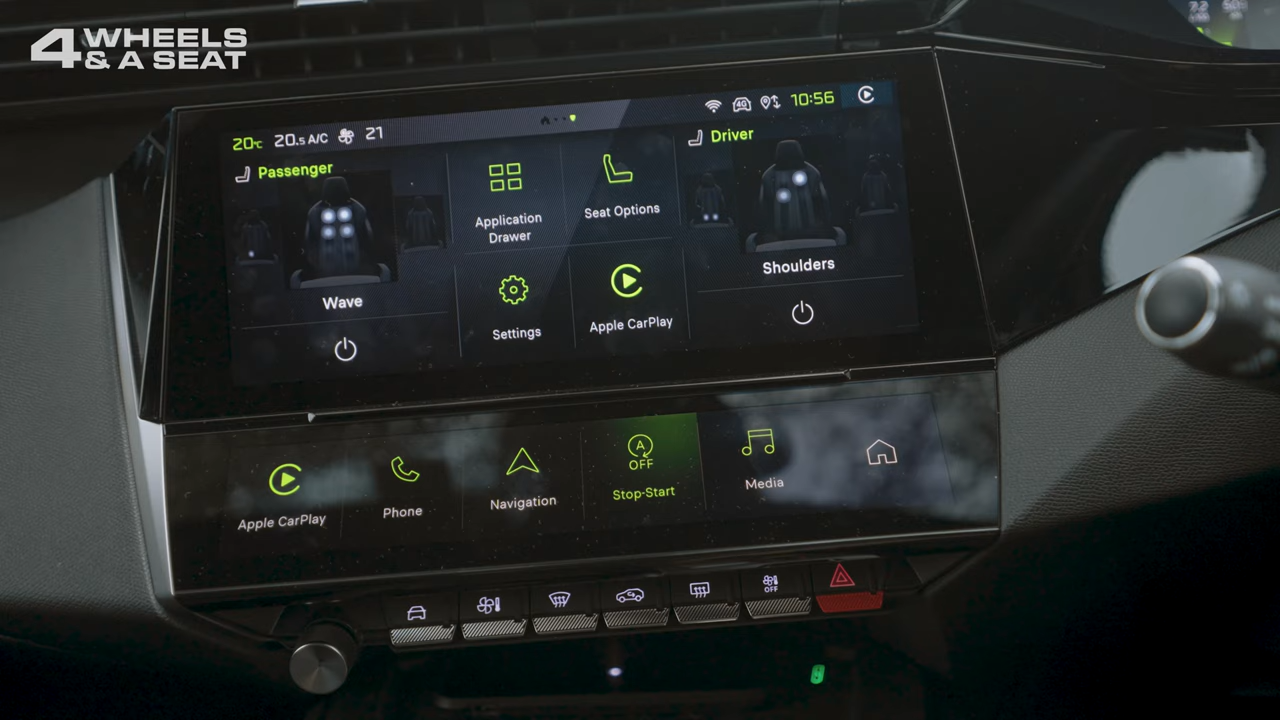 4 WHEELS
& A SEAT
20°C 20.5 A/C 21
4G 10:56
Passenger
Driver
Application
Drawer
Seat Options
Wave
Shoulders
Settings
Apple CarPlay
A
OFF
Apple CarPlay
Phone
Navigation
Stop-Start
Media
OFF